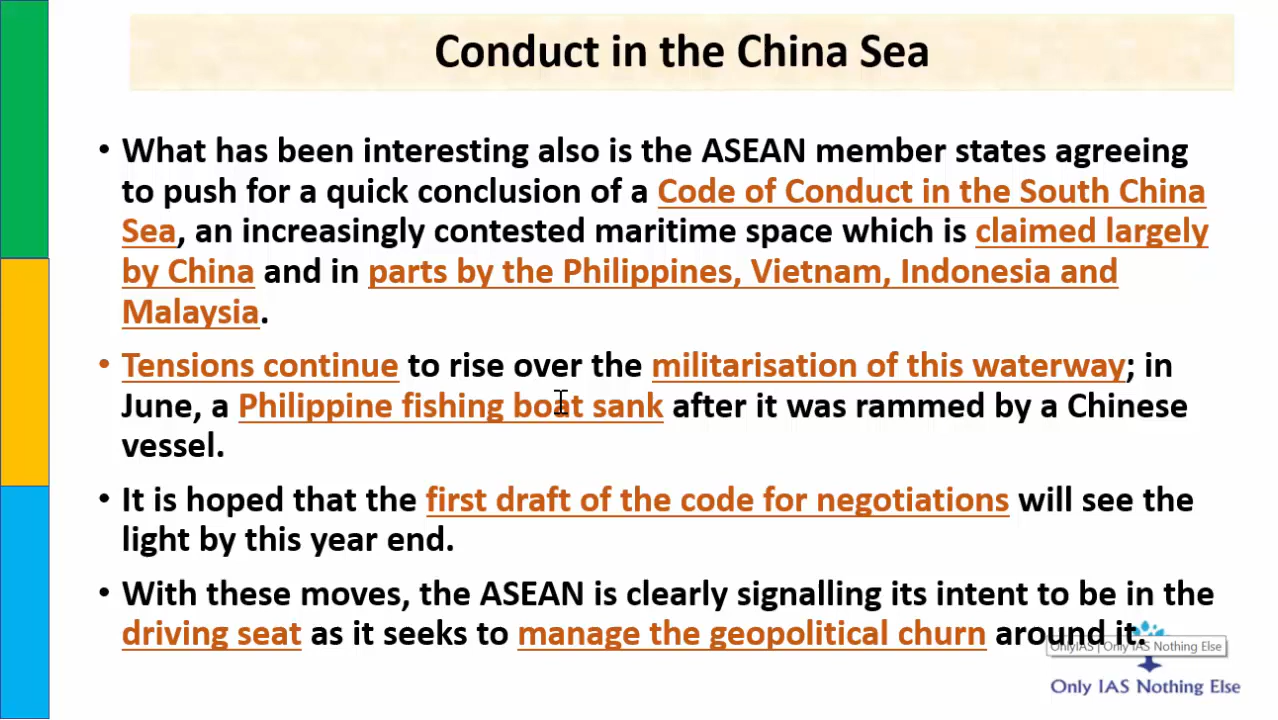 Conduct in the China Sea
• What has been interesting also is the ASEAN member states agreeing
to push for a quick conclusion of a Code of Conduct in the South China
Sea, an increasingly contested maritime space which is claimed largely
by China and in parts by the Philippines, Vietnam, Indonesia and
Malaysia.
• Tensions continue to rise over the militarisation of this waterway; in
June, a Philippine fishing boat sank after it was rammed by a Chinese
vessel.
• It is hoped that the first draft of the code for negotiations will see the
light by this year end.
• With these moves, the ASEAN is clearly signalling its intent to be in the
driving seat as it seeks to manage the geopolitical churn around it.
OnlyIAS | Only IAS Nothing Else
Only IAS Nothing Else